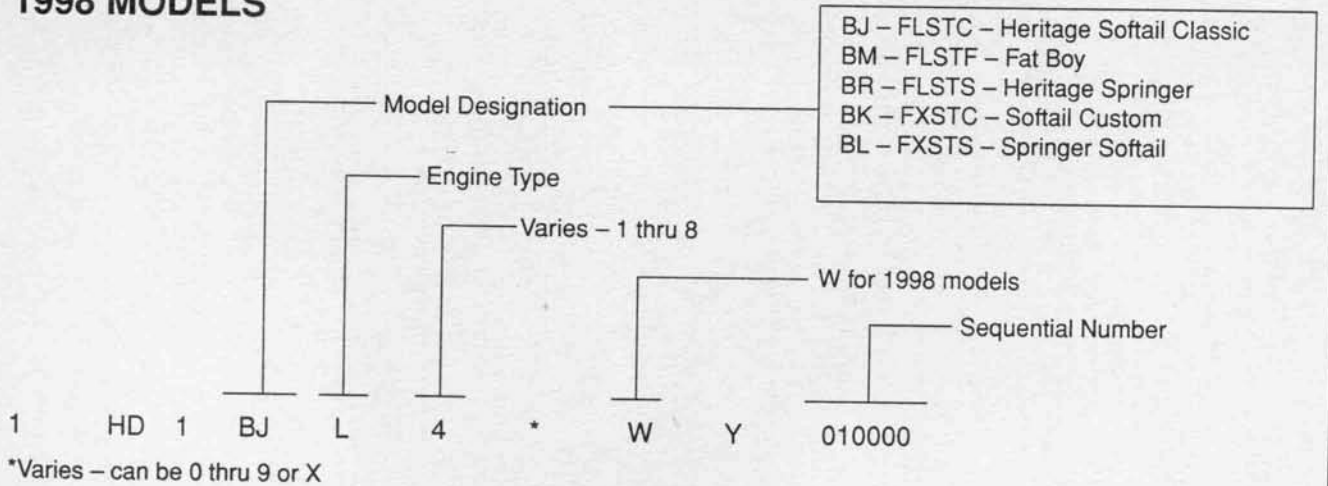 1998 MODELS
BJ – FLSTC – Heritage Softail Classic
BM – FLSTF – Fat Boy
BR – FLSTS – Heritage Springer
BK – FXSTC – Softail Custom
BL – FXSTS – Springer Softail
Model Designation
Engine Type
Varies – 1 thru 8
W for 1998 models
Sequential Number
1 HD 1 BJ L 4 * W Y 010000
*Varies – can be 0 thru 9 or X